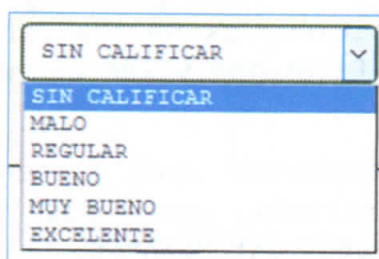 SIN CALIFICAR
SIN CALIFICAR
MALO
REGULAR
BUENO
MUY BUENO
EXCELENTE